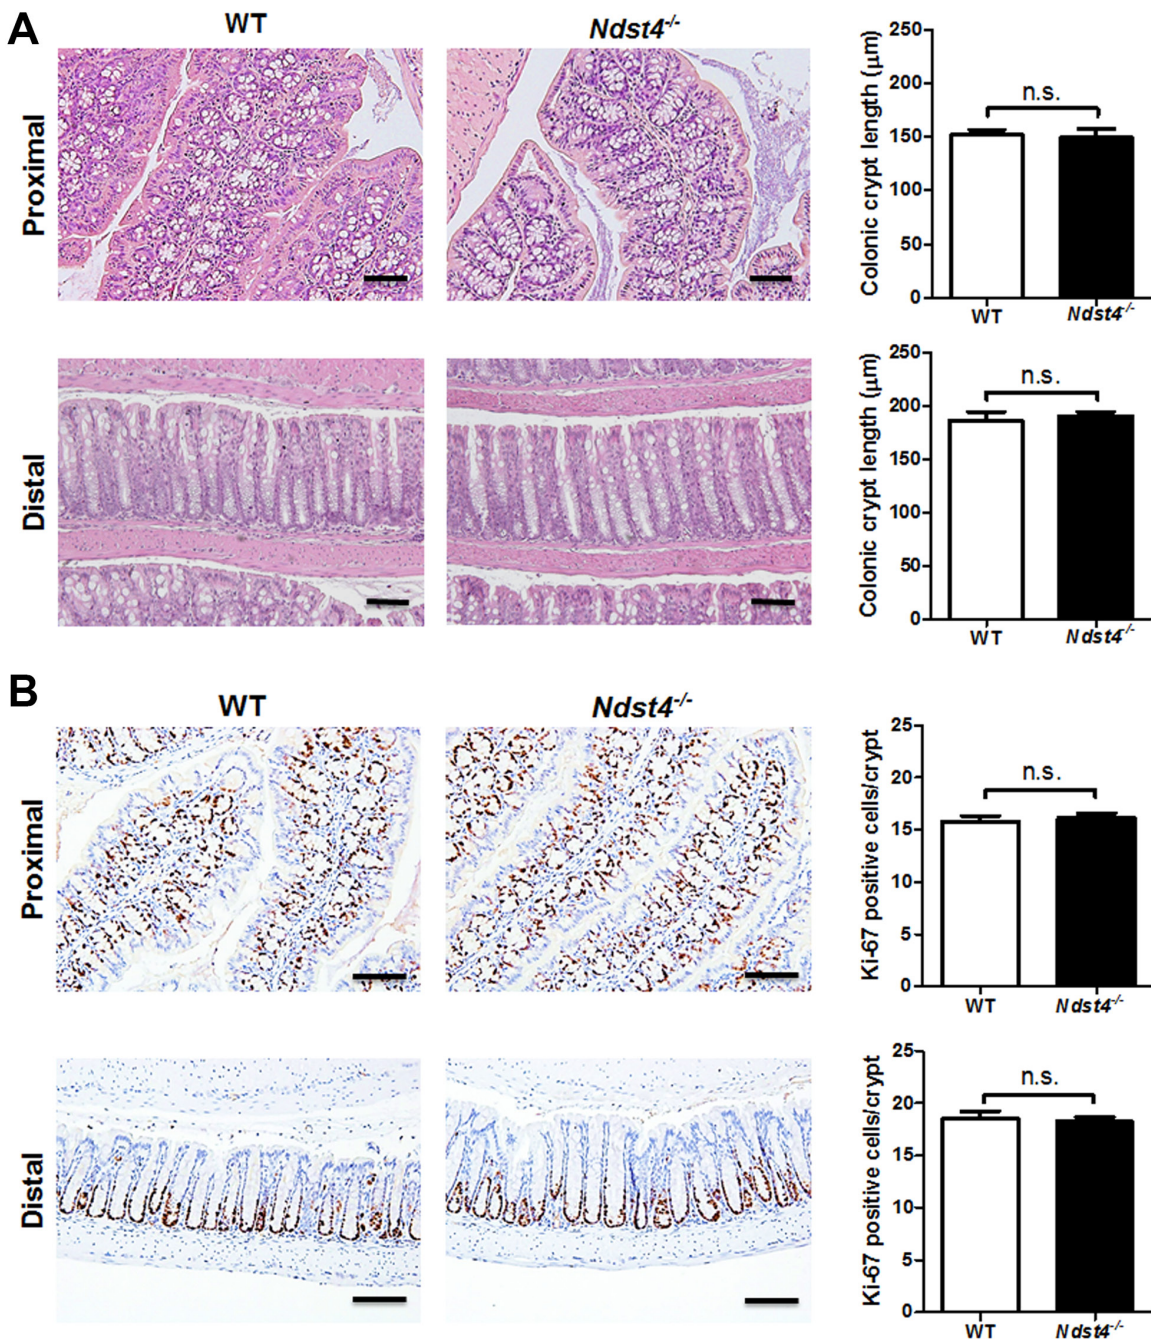 A
WT
Ndst4-/-
Proximal
Colonic crypt length (μm)
250
200
150
100
50
0
n.s.
WT
Ndst4-/-
Distal
Colonic crypt length (μm)
250
200
150
100
50
0
n.s.
WT
Ndst4-/-
B
WT
Ndst4-/-
Proximal
Ki-67 positive cells/crypt
25
20
15
10
5
0
n.s.
WT
Ndst4-/-
Distal
Ki-67 positive cells/crypt
25
20
15
10
5
0
n.s.
WT
Ndst4-/-